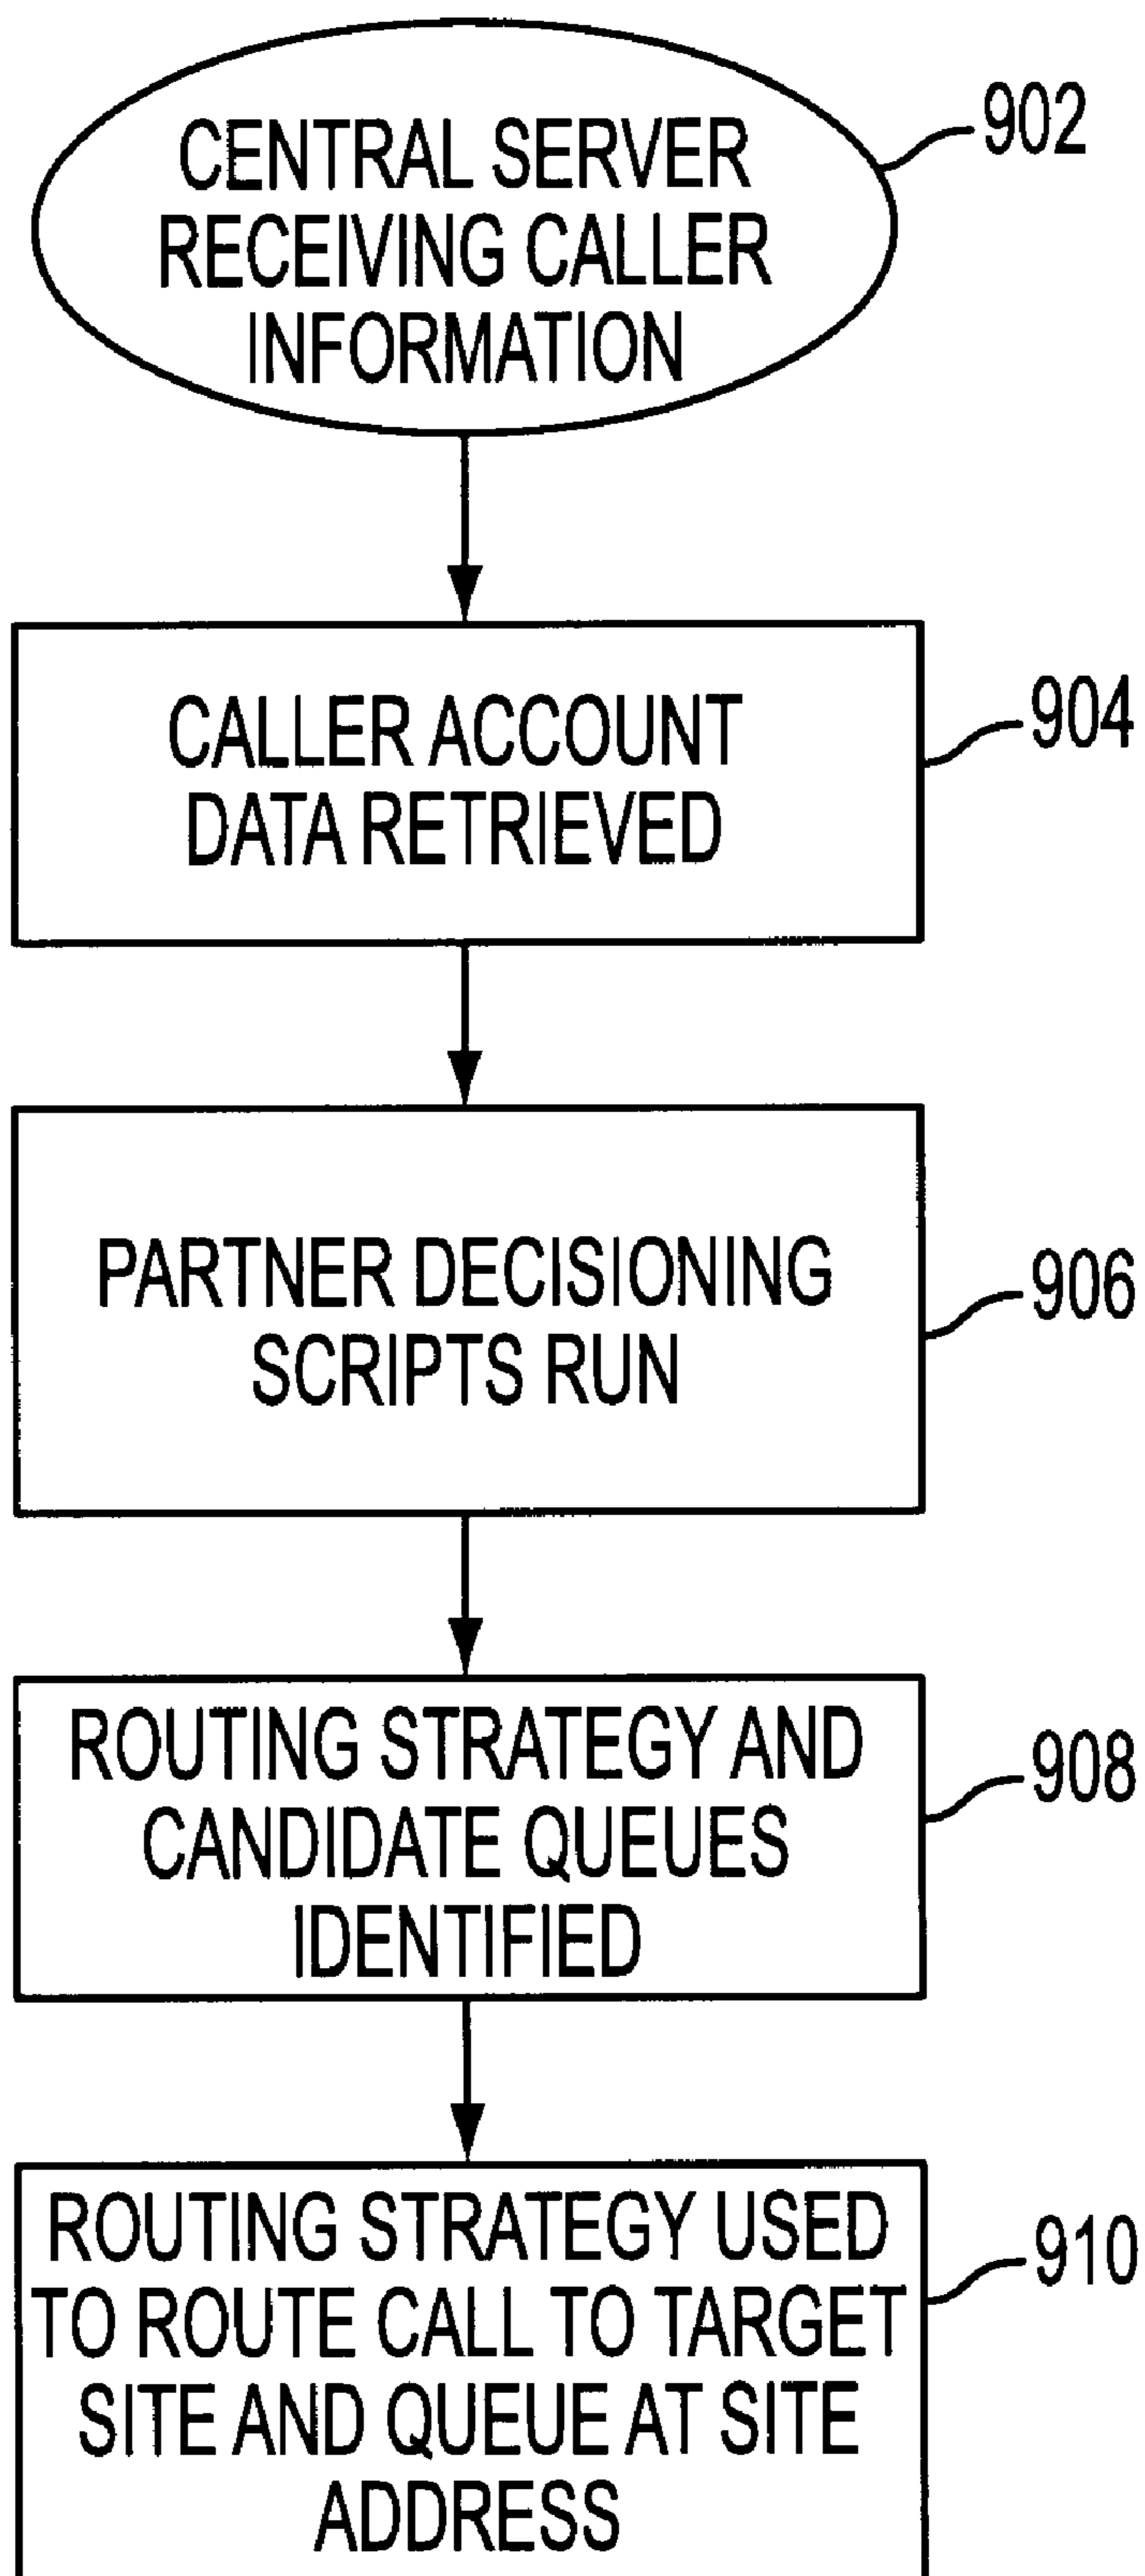 CENTRAL SERVER
RECEIVING CALLER
INFORMATION
902
CALLER ACCOUNT
DATA RETRIEVED
904
PARTNER DECISIONING
SCRIPTS RUN
906
ROUTING STRATEGY AND
CANDIDATE QUEUES
IDENTIFIED
908
ROUTING STRATEGY USED
TO ROUTE CALL TO TARGET
SITE AND QUEUE AT SITE
ADDRESS
910